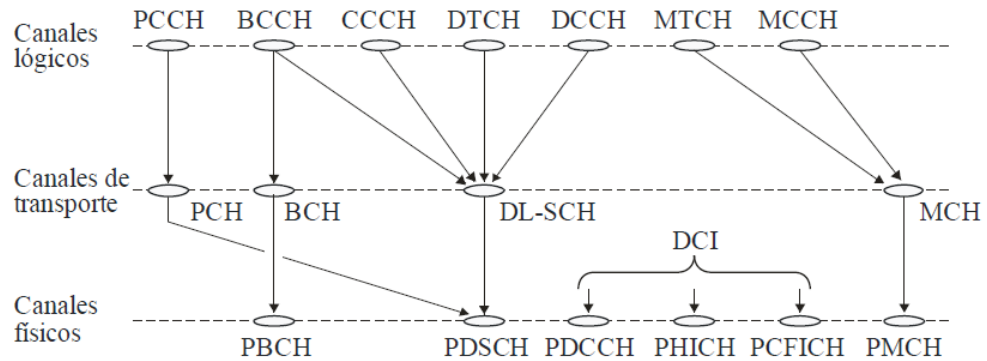 Canales lógicos
PCCH BCCH CCCH DTCH DCCH MTCH MCCH
Canales de transporte
PCH BCH DL-SCH MCH
DCI
Canales físicos
PBCH PDSCH PDCCH PHICH PCFICH PMCH